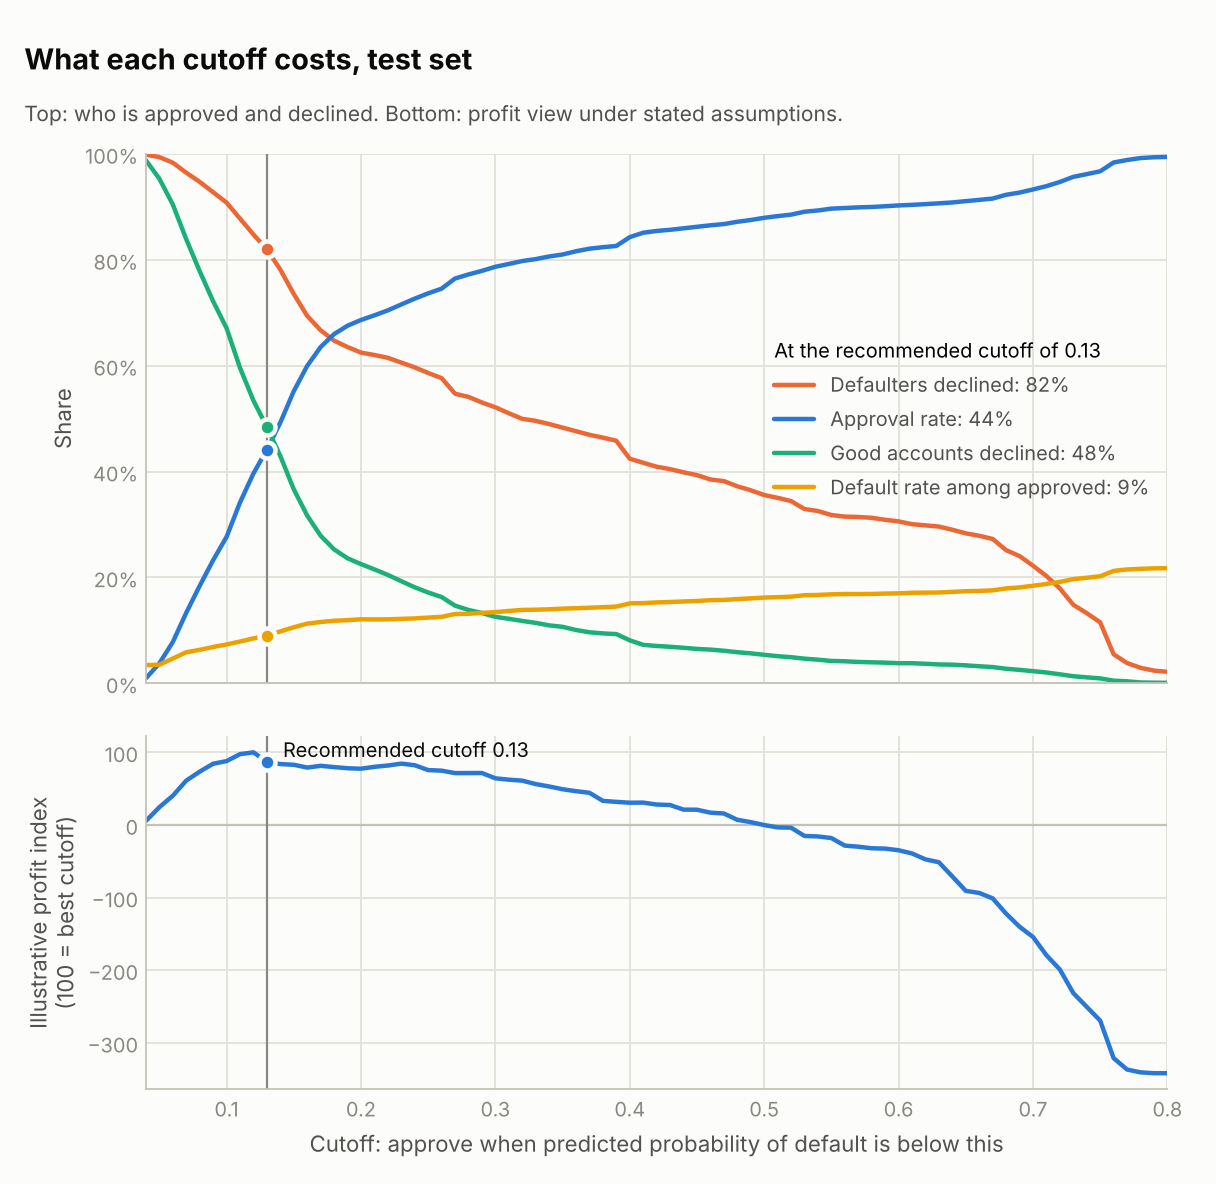 What each cutoff costs, test set
Top: who is approved and declined. Bottom: profit view under stated assumptions.
100%
80%
60%
40%
20%
0%
Share
At the recommended cutoff of 0.13
Defaulters declined: 82%
Approval rate: 44%
Good accounts declined: 48%
Default rate among approved: 9%
Recommended cutoff 0.13
100
0
−100
−200
−300
Illustrative profit index
(100 = best cutoff)
0.1
0.2
0.3
0.4
0.5
0.6
0.7
0.8
Cutoff: approve when predicted probability of default is below this